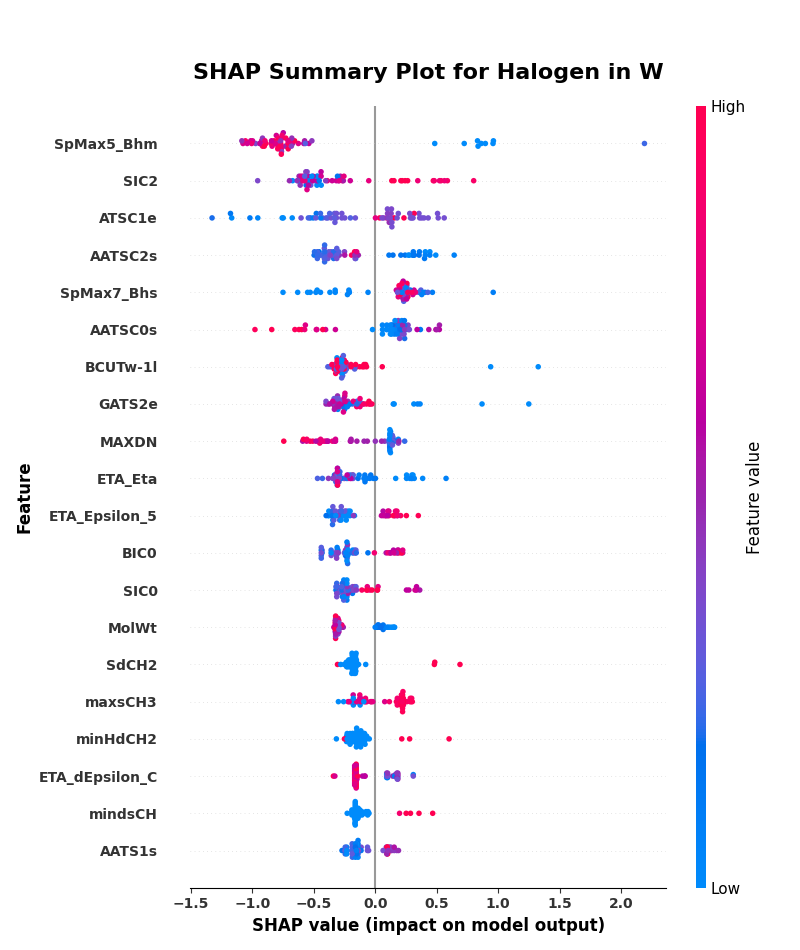 SHAP Summary Plot for Halogen in W
High
SpMax5_Bhm
SIC2
ATSC1e
AATSC2s
SpMax7_Bhs
AATSC0s
BCUTw-1l
GATS2e
MAXDN
ETA_Eta
ETA_Epsilon_5
BIC0
SIC0
MolWt
SdCH2
maxsCH3
minHdCH2
ETA_dEpsilon_C
mindsCH
AATS1s
Feature
Feature value
Low
−1.5 −1.0 −0.5 0.0 0.5 1.0 1.5 2.0
SHAP value (impact on model output)